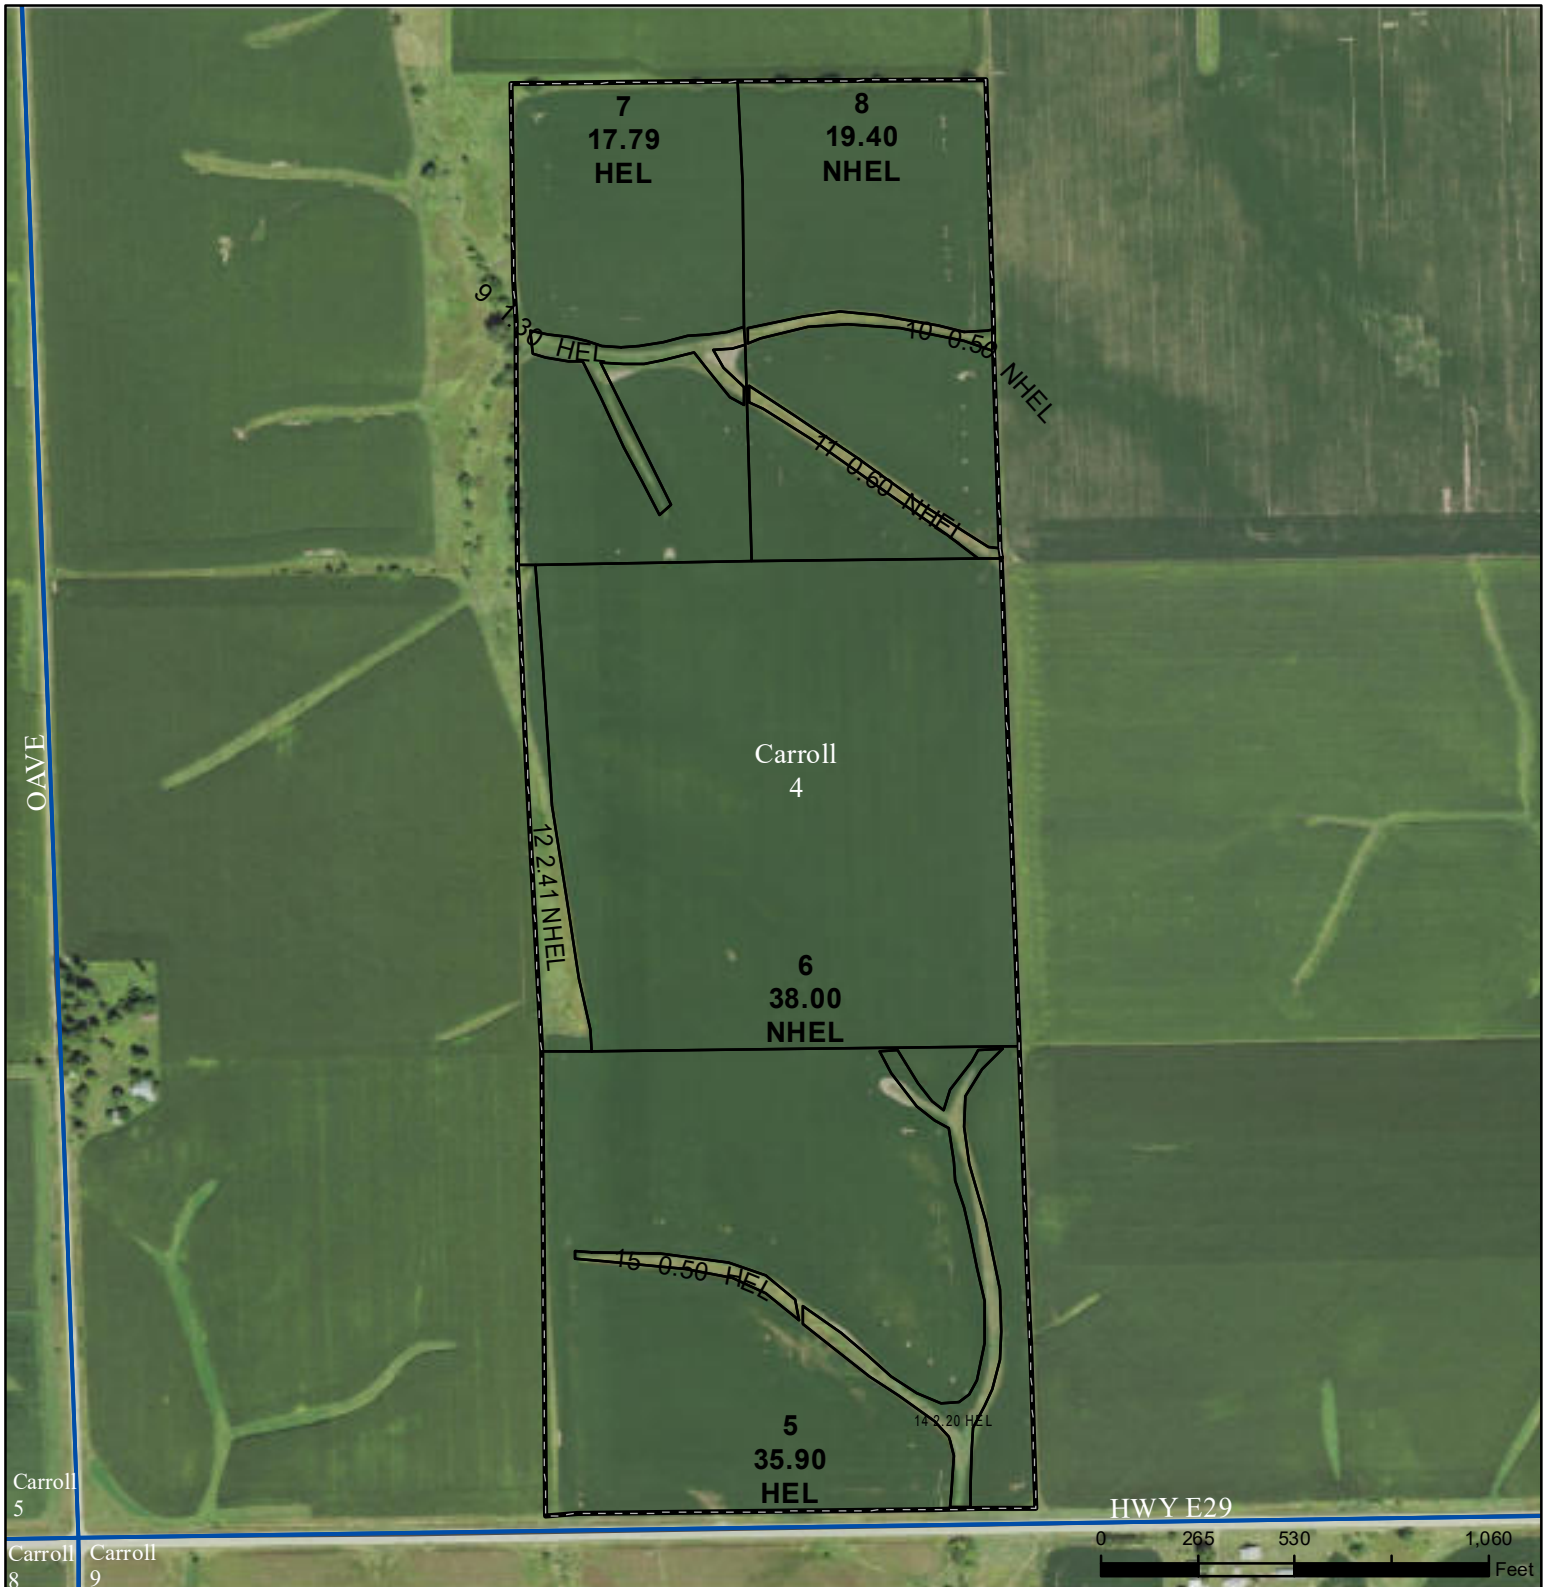 7
17.79
HEL
8
19.40
NHEL
9 1.30 HEL
10 0.50 NHEL
11 0.60 NHEL
OAVE
Carroll
4
12 2.41 NHEL
6
38.00
NHEL
15 0.50 HEL
14 2.20 HEL
5
35.90
HEL
Carroll
5
HWY E29
Carroll
8
Carroll
9
0 265 530 1,060
Feet